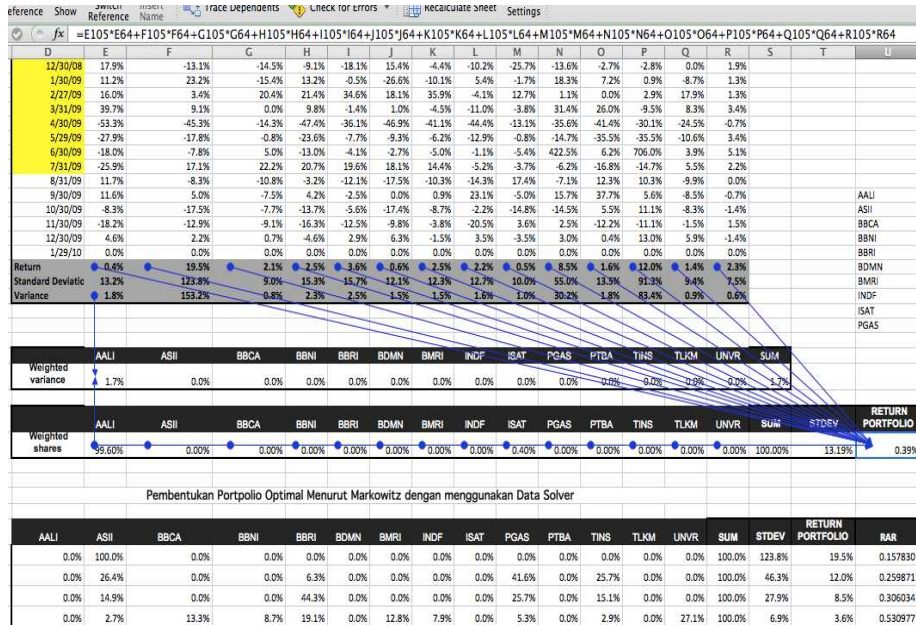 eference Show Switch Reference Insert Name Trace Dependents Check for Errors Recalculate Sheet Settings
fx =E105*E64+F105*F64+G105*G64+H105*H64+I105*I64+J105*J64+K105*K64+L105*L64+M105*M64+N105*N64+O105*O64+P105*P64+Q105*Q64+R105*R64
D E F G H I J K L M N O P Q R S T U
12/30/08 17.9% -13.1% -14.5% -9.1% -18.1% 15.4% -4.4% -10.2% -25.7% -13.6% -2.7% -2.8% 0.0% 1.9%
1/30/09 11.2% 23.2% -15.4% 13.2% -0.5% -26.6% -10.1% 5.4% -1.7% 18.3% 7.2% 0.9% -8.7% 1.3%
2/27/09 16.0% 3.4% 20.4% 21.4% 34.6% 18.1% 35.9% -4.1% 12.7% 1.1% 0.0% 2.9% 17.9% 1.3%
3/31/09 39.7% 9.1% 0.0% 9.8% -1.4% 1.0% -4.5% -11.0% -3.8% 31.4% 26.0% -9.5% 8.3% 3.4%
4/30/09 -53.3% -45.3% -14.3% -47.4% -36.1% -46.9% -41.1% -44.4% -13.1% -35.6% -41.4% -30.1% -24.5% -0.7%
5/29/09 -27.9% -17.8% -0.8% -23.6% -7.7% -9.3% -6.2% -12.9% -0.8% -14.7% -35.5% -35.5% -10.6% 3.4%
6/30/09 -18.0% -7.8% 5.0% -13.0% -4.1% -2.7% -5.0% -1.1% -5.4% 422.5% 6.2% 706.0% 3.9% 5.1%
7/31/09 -25.9% 17.1% 22.2% 20.7% 19.6% 18.1% 14.4% -5.2% -3.7% -6.2% -16.8% -14.7% 5.5% 2.2%
8/31/09 11.7% -8.3% -10.8% -3.2% -12.1% -17.5% -10.3% -14.3% 17.4% -7.1% 12.3% 10.3% -9.9% 0.0%
9/30/09 11.6% 5.0% -7.5% 4.2% -2.5% 0.0% 0.9% 23.1% -5.0% 15.7% 37.7% 5.6% -8.5% -0.7% AALI
10/30/09 -8.3% -17.5% -7.7% -13.7% -5.6% -17.4% -8.7% -2.2% -14.8% -14.5% 5.5% 11.1% -8.3% -1.4% ASII
11/30/09 -18.2% -12.9% -9.1% -16.3% -12.5% -9.8% -3.8% -20.5% 3.6% 2.5% -12.2% -11.1% -1.5% 1.5% BBCA
12/30/09 4.6% 2.2% 0.7% -4.6% 2.9% 6.3% -1.5% 3.5% -3.5% 3.0% 0.4% 13.0% 5.9% -1.4% BBNI
1/29/10 0.0% 0.0% 0.0% 0.0% 0.0% 0.0% 0.0% 0.0% 0.0% 0.0% 0.0% 0.0% 0.0% 0.0% BBRI
Return 0.4% 19.5% 2.1% 2.5% 3.6% 0.6% 2.5% 2.2% 0.5% 8.5% 1.6% 12.0% 1.4% 2.3% BDMN
Standard Deviatic 13.2% 123.8% 9.0% 15.3% 15.7% 12.1% 12.3% 12.7% 10.0% 55.0% 13.5% 91.3% 9.4% 7.5% BMRI
Variance 1.8% 153.2% 0.8% 2.3% 2.5% 1.5% 1.5% 1.6% 1.0% 30.2% 1.8% 83.4% 0.9% 0.6% INDF
ISAT
PGAS
AALI ASII BBCA BBNI BBRI BDMN BMRI INDF ISAT PGAS PTBA TINS TLKM UNVR SUM
Weighted variance 1.7% 0.0% 0.0% 0.0% 0.0% 0.0% 0.0% 0.0% 0.0% 0.0% 0.0% 0.0% 0.0% 0.0% 1.7%
AALI ASII BBCA BBNI BBRI BDMN BMRI INDF ISAT PGAS PTBA TINS TLKM UNVR SUM STDEV RETURN PORTFOLIO
Weighted shares 99.60% 0.00% 0.00% 0.00% 0.00% 0.00% 0.00% 0.00% 0.40% 0.00% 0.00% 0.00% 0.00% 0.00% 100.00% 13.19% 0.39%
Pembentukan Portpolio Optimal Menurut Markowitz dengan menggunakan Data Solver
AALI ASII BBCA BBNI BBRI BDMN BMRI INDF ISAT PGAS PTBA TINS TLKM UNVR SUM STDEV RETURN PORTFOLIO RAR
0.0% 100.0% 0.0% 0.0% 0.0% 0.0% 0.0% 0.0% 0.0% 0.0% 0.0% 0.0% 0.0% 0.0% 100.0% 123.8% 19.5% 0.157830
0.0% 26.4% 0.0% 0.0% 6.3% 0.0% 0.0% 0.0% 0.0% 41.6% 0.0% 25.7% 0.0% 0.0% 100.0% 46.3% 12.0% 0.259871
0.0% 14.9% 0.0% 0.0% 44.3% 0.0% 0.0% 0.0% 0.0% 25.7% 0.0% 15.1% 0.0% 0.0% 100.0% 27.9% 8.5% 0.306034
0.0% 2.7% 13.3% 8.7% 19.1% 0.0% 12.8% 7.9% 0.0% 5.3% 0.0% 2.9% 0.0% 27.1% 100.0% 6.9% 3.6% 0.530977